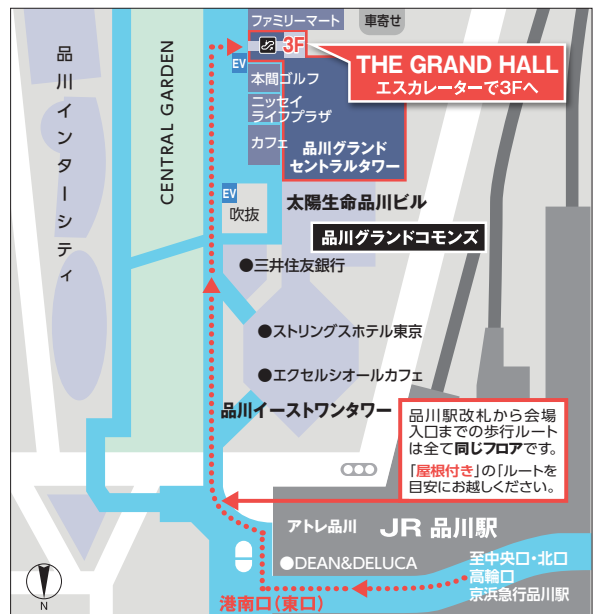 ファミリーマート
車寄せ
3F
THE GRAND HALL
エスカレーターで3Fへ
EV
本間ゴルフ
ニッセイ
ライフプラザ
カフェ
品川グランド
セントラルタワー
品川インターシティ
CENTRAL GARDEN
EV
吹抜
太陽生命品川ビル
品川グランドコモンズ
●三井住友銀行
●ストリングスホテル東京
●エクセルシオールカフェ
品川イーストワンタワー
品川駅改札から会場
入口までの歩行ルート
は全て同じフロアです。
「屋根付き」の「ルートを
目安にお越しください。
アトレ品川
JR 品川駅
●DEAN&DELUCA
至中央口・北口
高輪口
京浜急行品川駅
港南口(東口)
N